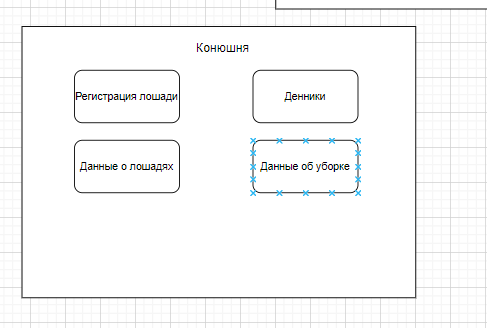 Конюшня
Регистрация лошади
Денники
Данные о лошадях
Данные об уборке